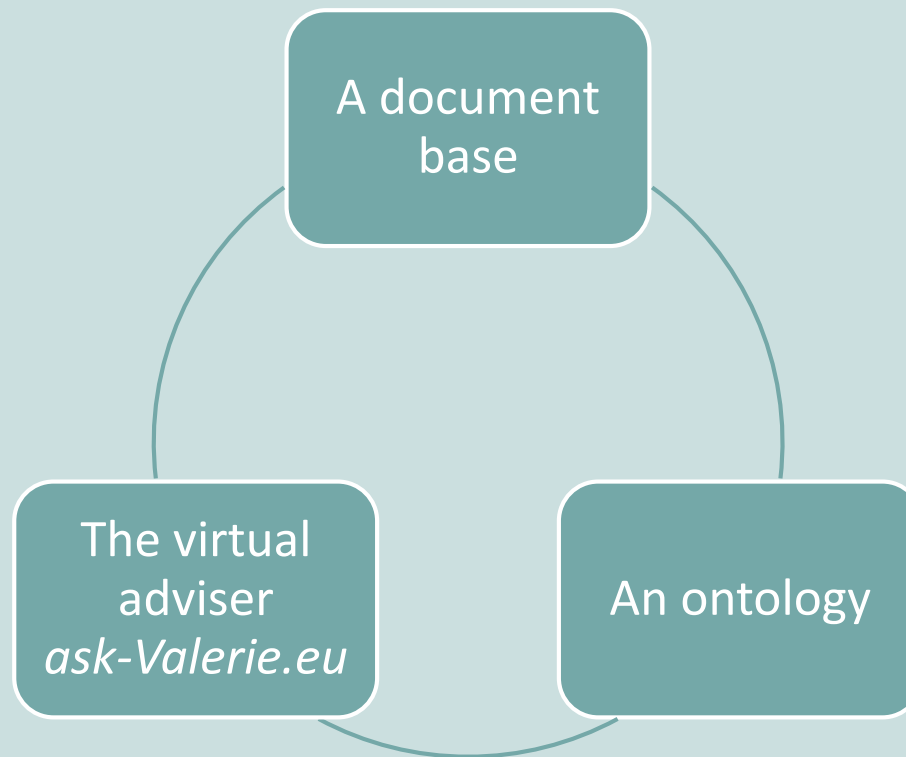 A document
base
The virtual
adviser
ask-Valerie.eu
An ontology